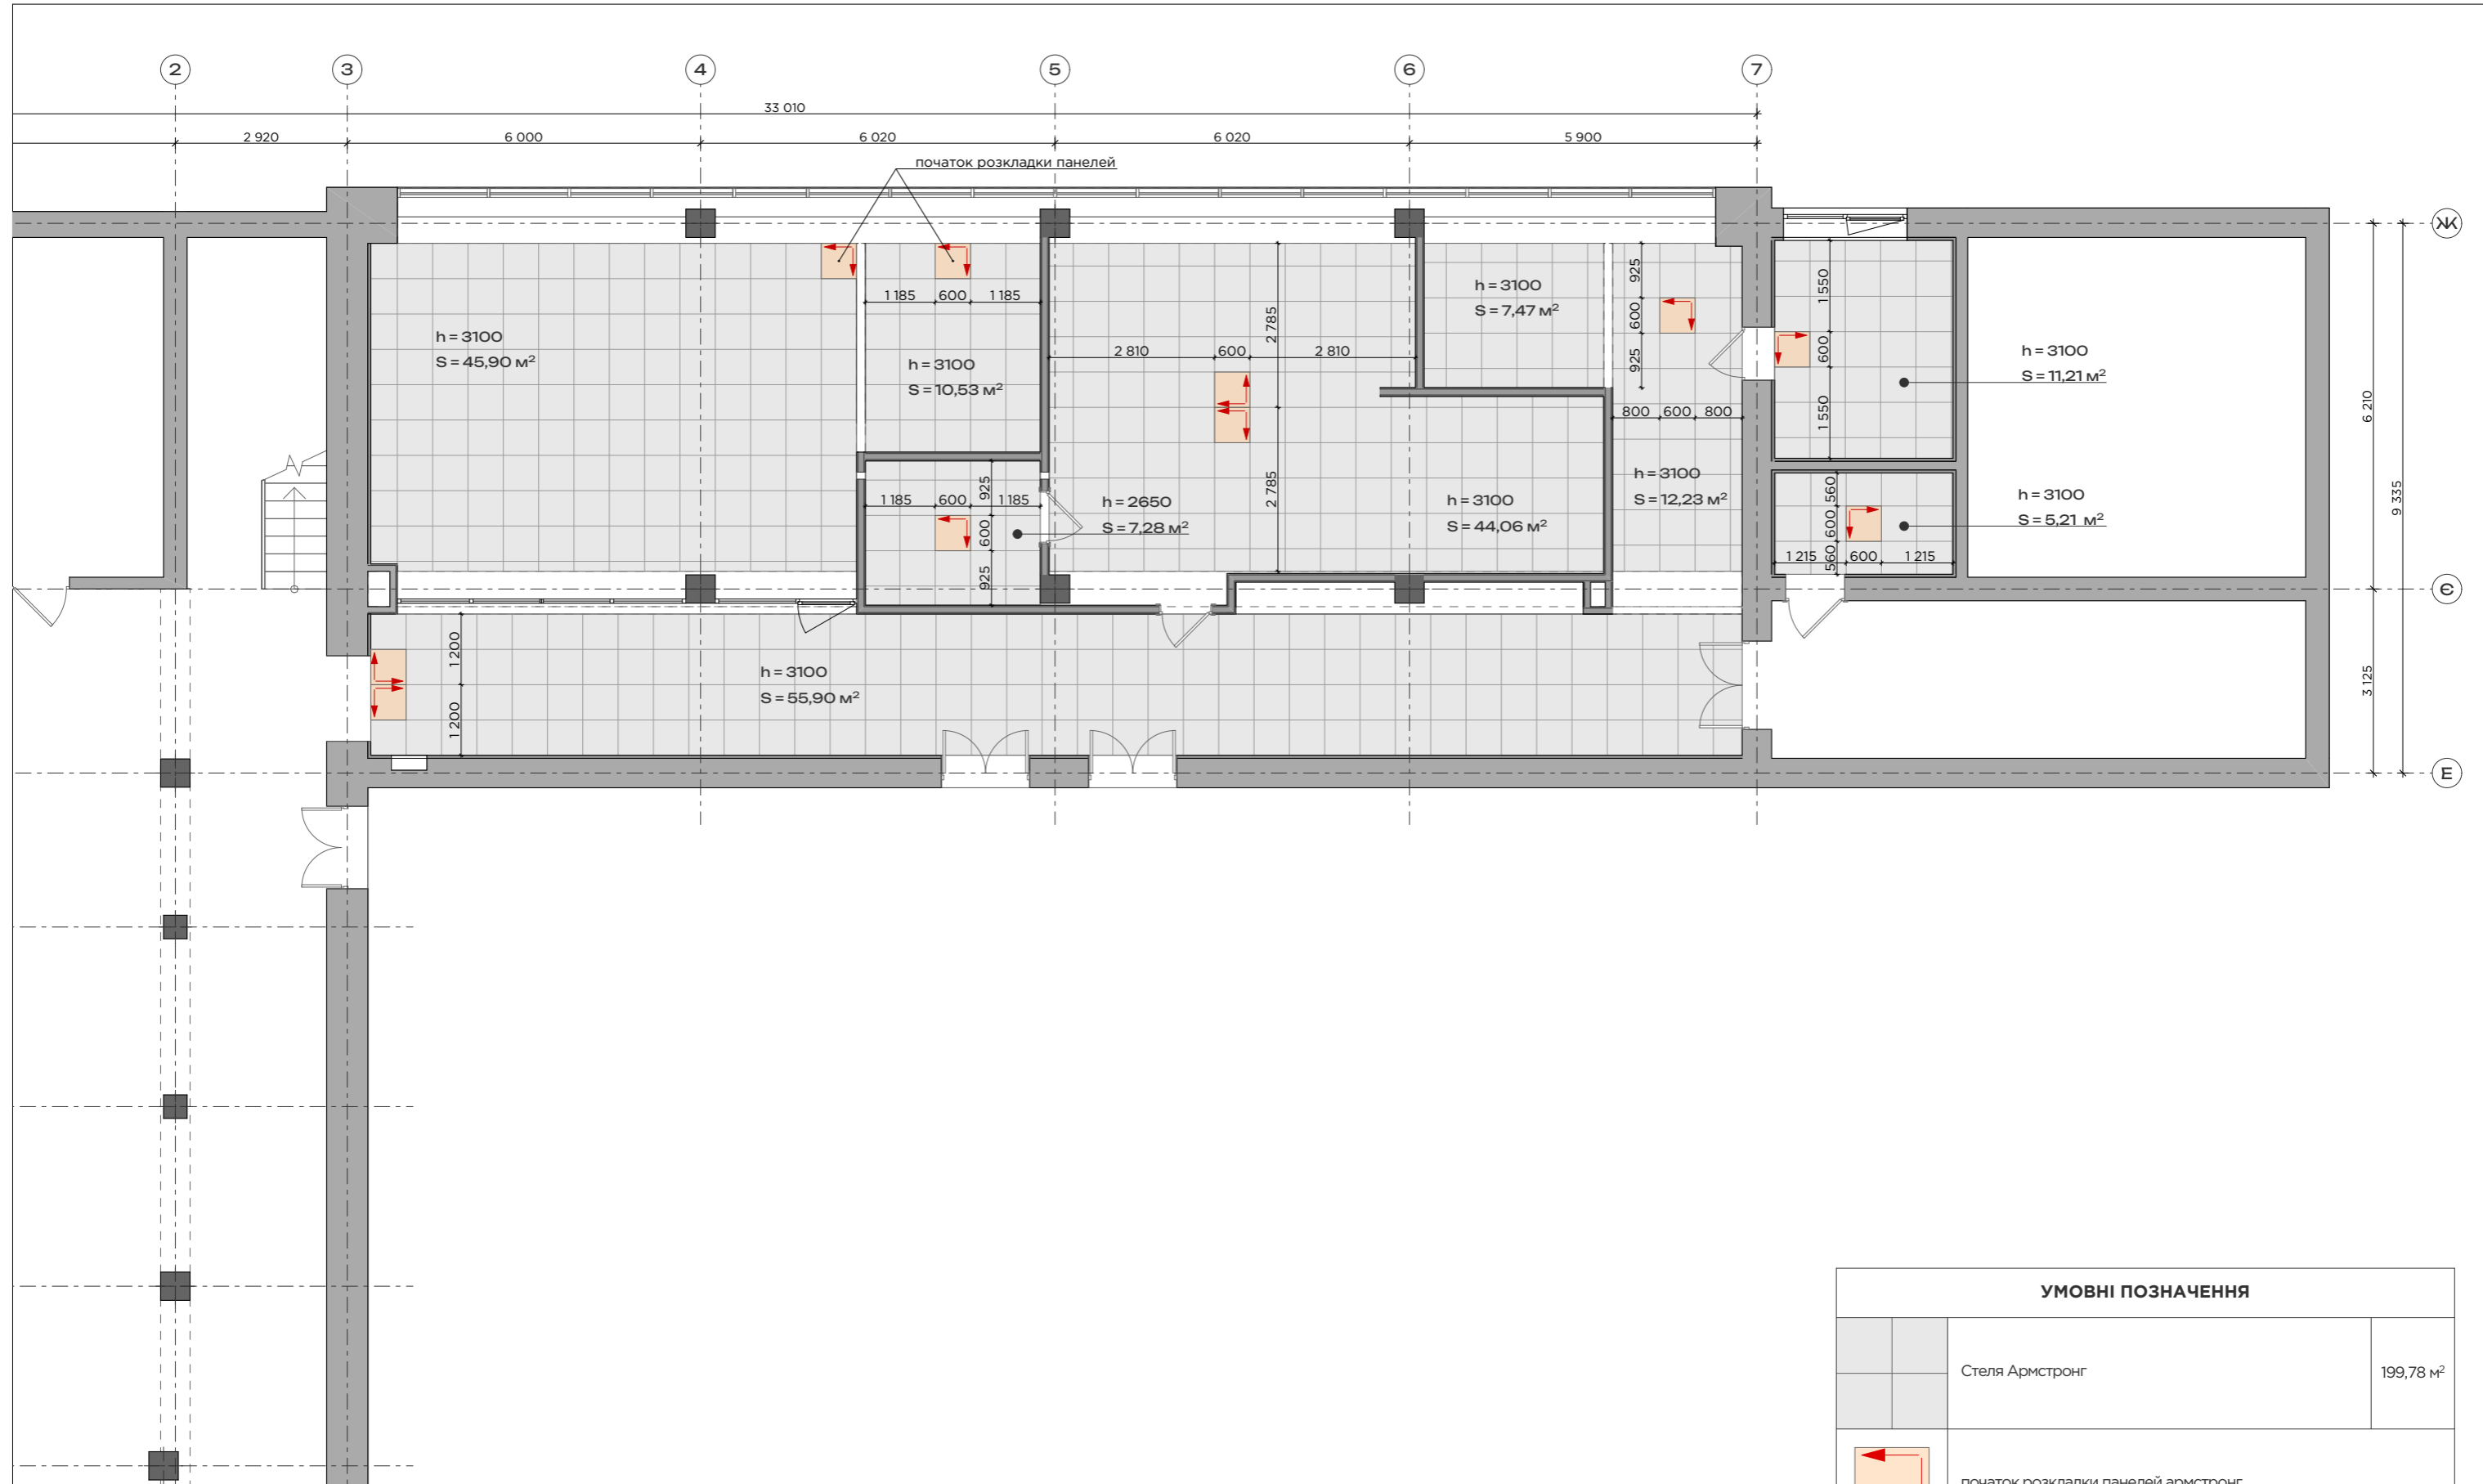 2
3
4
5
6
7
33 010
2 920
6 000
6 020
6 020
5 900
початок розкладки панелей
Ж
h = 3100
S = 45,90 м²
1 185
600
1 185
h = 3100
S = 10,53 м²
2 810
600
2 810
2 785
2 785
h = 3100
S = 7,47 м²
925
600
925
800
600
800
h = 3100
S = 12,23 м²
1 550
600
1 550
h = 3100
S = 11,21 м²
6 210
9 335
1 185
600
1 185
925
600
925
h = 2650
S = 7,28 м²
h = 3100
S = 44,06 м²
560
600
560
1 215
600
1 215
h = 3100
S = 5,21 м²
Є
1 200
1 200
h = 3100
S = 55,90 м²
3 125
Е
УМОВНІ ПОЗНАЧЕННЯ
Стеля Армстронг
199,78 м²
початок розкладки панелей армстронг